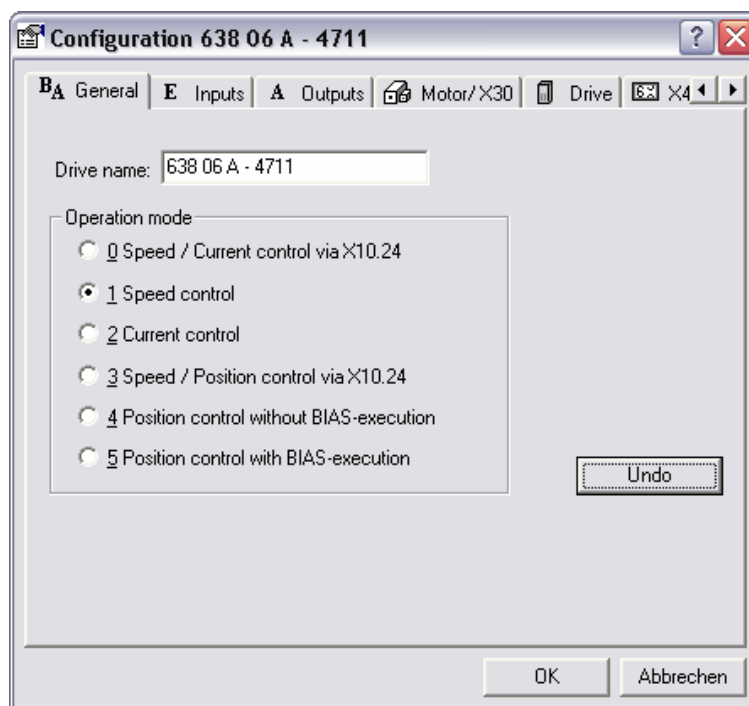 Configuration 638 06 A - 4711
BA General E Inputs A Outputs Motor/X30 Drive X4
Drive name: 638 06 A - 4711
Operation mode
0 Speed / Current control via X10.24
1 Speed control
2 Current control
3 Speed / Position control via X10.24
4 Position control without BIAS-execution
5 Position control with BIAS-execution
Undo
OK Abbrechen